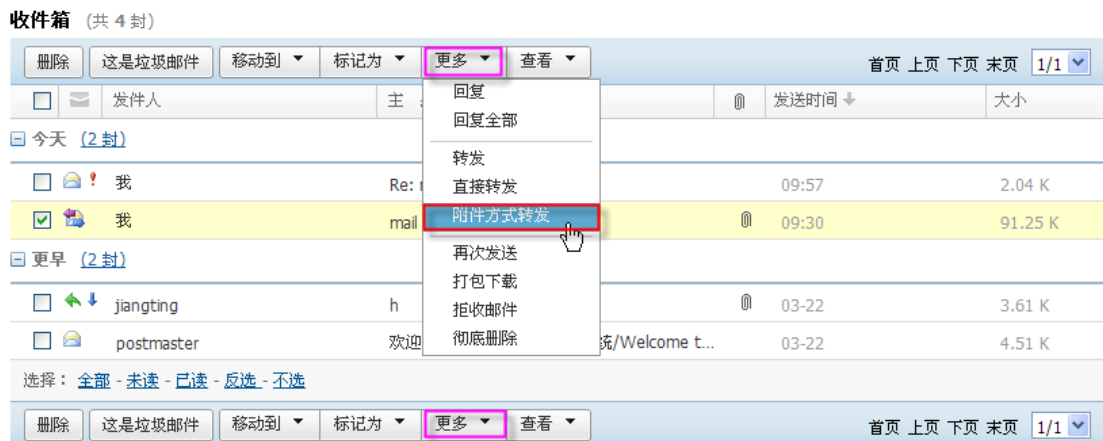 收件箱 (共 4 封)
删除 这是垃圾邮件 移动到 标记为 更多 查看 首页 上页 下页 末页 1/1
发件人 主 发送时间 大小
回复
回复全部
今天 (2 封)
转发
我 Re: 直接转发 09:57 2.04 K
我 mail 附件方式转发 09:30 91.25 K
更早 (2 封) 再次发送
打包下载
jiangting h 拒收邮件 03-22 3.61 K
postmaster 欢迎 彻底删除 统/Welcome t... 03-22 4.51 K
选择： 全部 - 未读 - 已读 - 反选 - 不选
删除 这是垃圾邮件 移动到 标记为 更多 查看 首页 上页 下页 末页 1/1